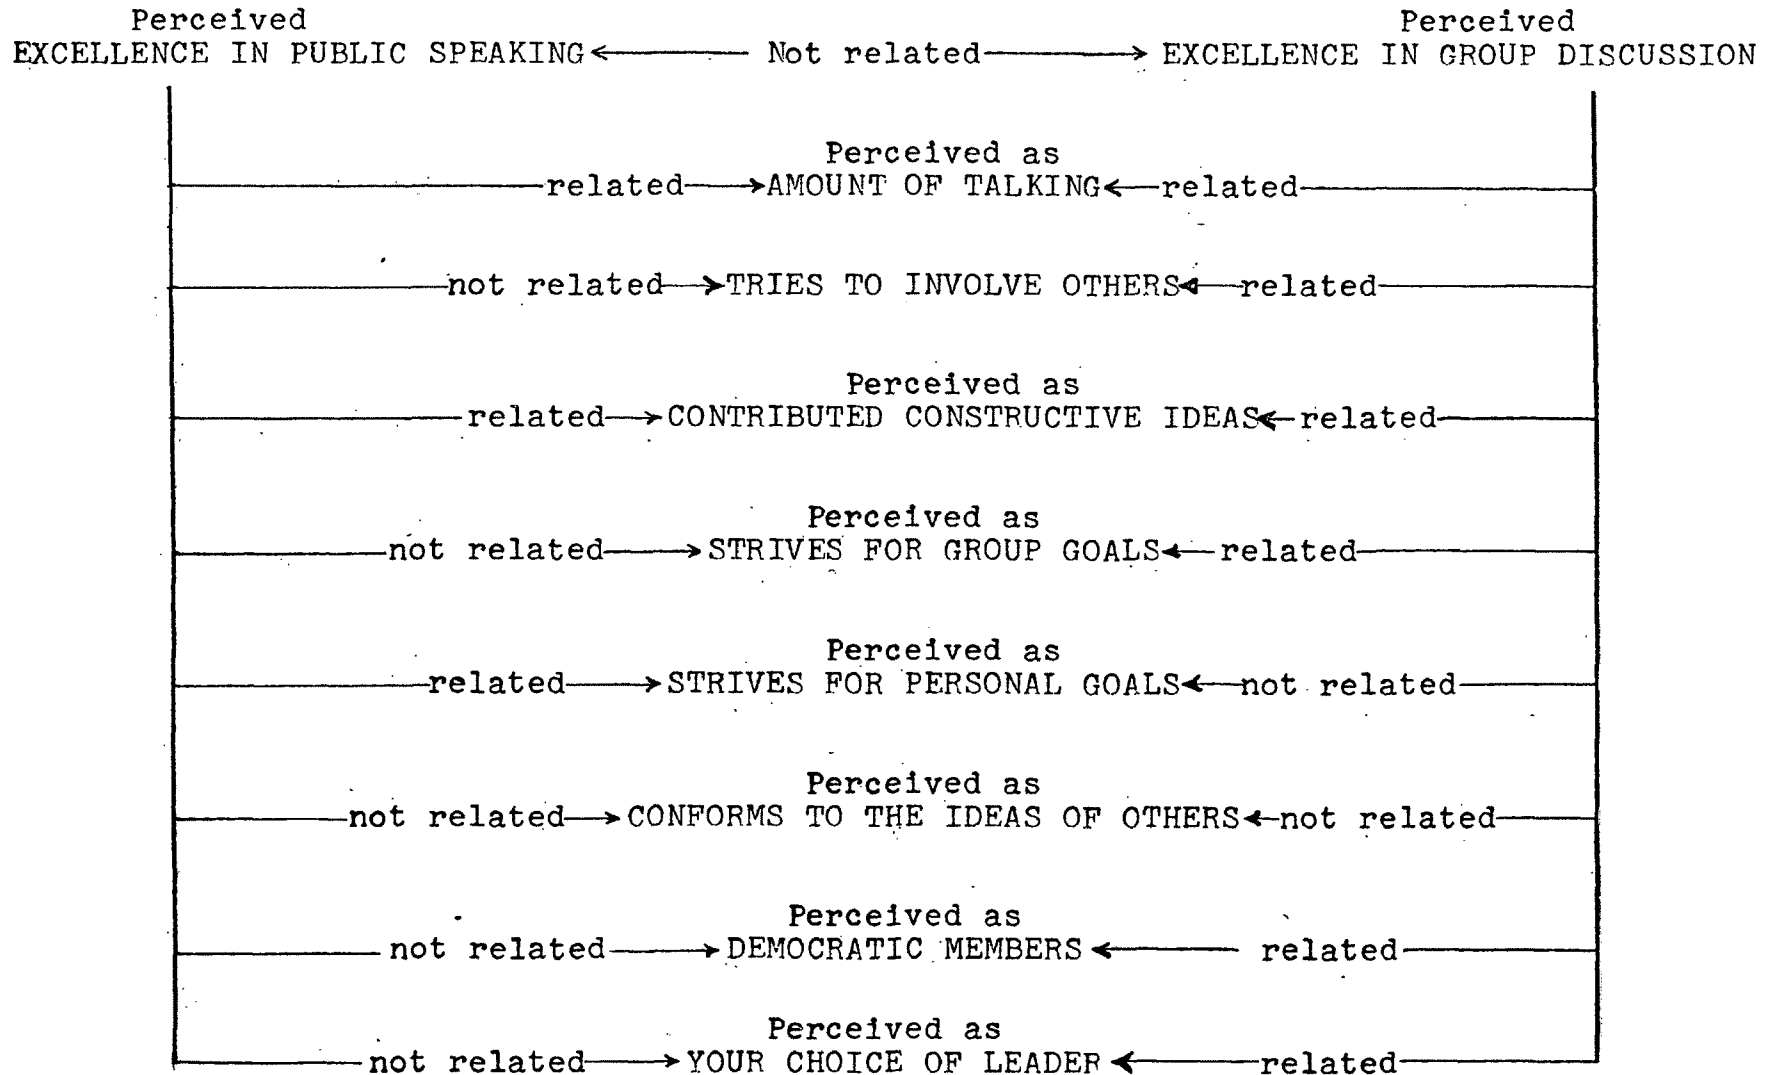 Perceived Perceived
EXCELLENCE IN PUBLIC SPEAKING Not related EXCELLENCE IN GROUP DISCUSSION
Perceived as
related AMOUNT OF TALKING related
not related TRIES TO INVOLVE OTHERS related
Perceived as
related CONTRIBUTED CONSTRUCTIVE IDEAS related
Perceived as
not related STRIVES FOR GROUP GOALS related
Perceived as
related STRIVES FOR PERSONAL GOALS not related
Perceived as
not related CONFORMS TO THE IDEAS OF OTHERS not related
Perceived as
not related DEMOCRATIC MEMBERS related
Perceived as
not related YOUR CHOICE OF LEADER related